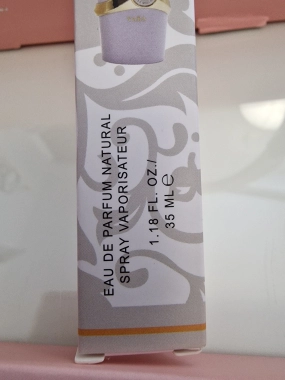 EAU DE PARFUM NATURAL
SPRAY VAPORISATEUR
1.18 FL. OZ./
35 ML ℮